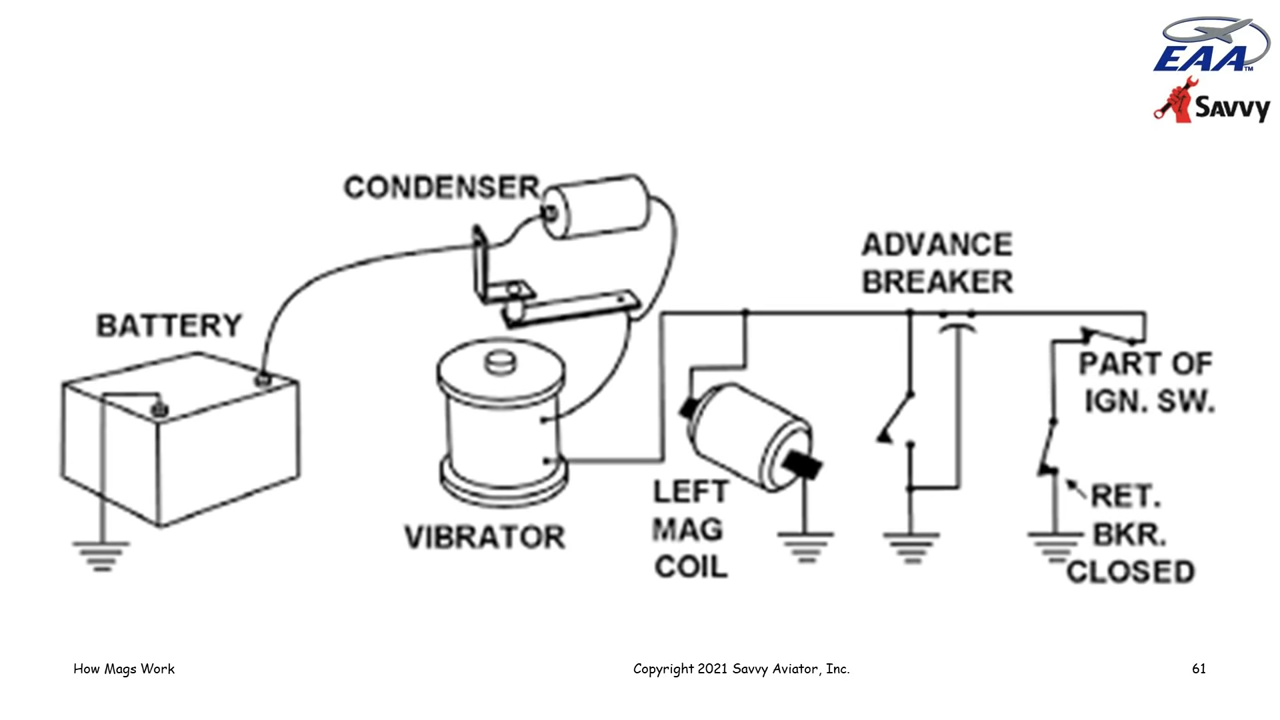 EAA™
SAVVY
CONDENSER
ADVANCE
BREAKER
BATTERY
PART OF
IGN. SW.
LEFT
MAG
COIL
VIBRATOR
RET.
BKR.
CLOSED
How Mags Work
Copyright 2021 Savvy Aviator, Inc.
61